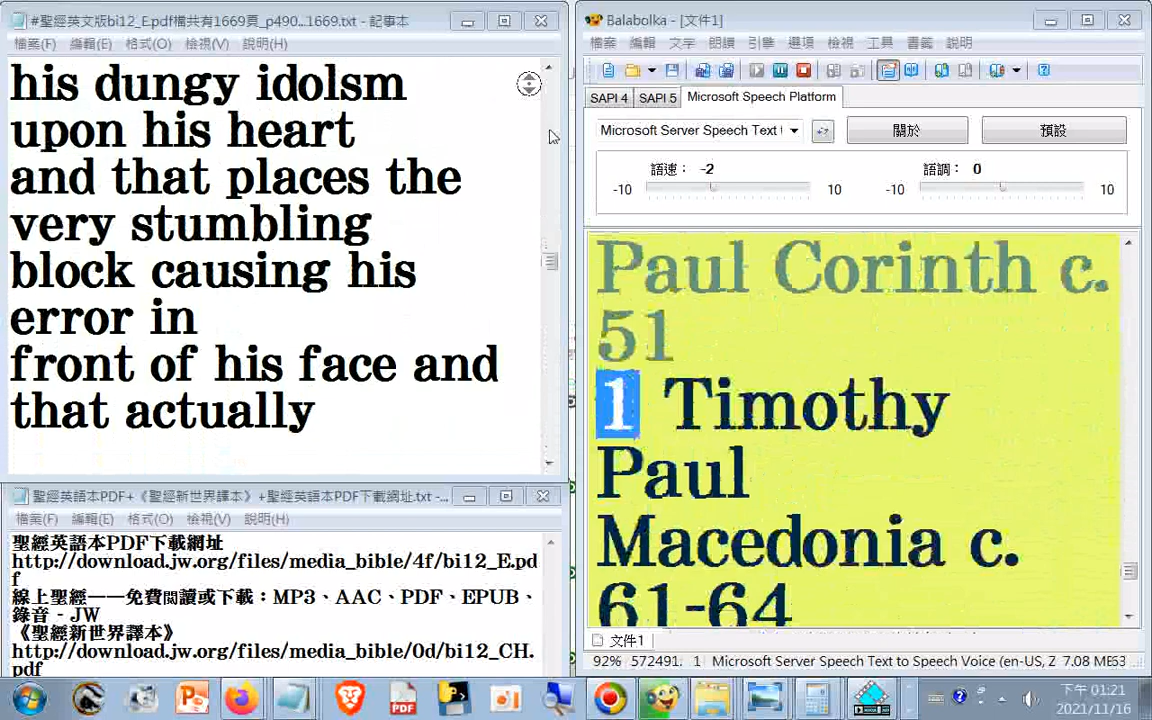 #聖經英文版bi12_E.pdf檔共有1669頁_p490...1669.txt - 記事本
檔案(F) 編輯(E) 格式(O) 檢視(V) 說明(H)
his dungy idolsm
upon his heart
and that places the
very stumbling
block causing his
error in
front of his face and
that actually
聖經英語本PDF+《聖經新世界譯本》+聖經英語本PDF下載網址.txt -...
檔案(F) 編輯(E) 格式(O) 檢視(V) 說明(H)
聖經英語本PDF下載網址
http://download.jw.org/files/media_bible/4f/bi12_E.pd
f
線上聖經——免費閱讀或下載：MP3、AAC、PDF、EPUB、
錄音 - JW
《聖經新世界譯本》
http://download.jw.org/files/media_bible/0d/bi12_CH.
pdf
Balabolka - [文件1]
檔案 編輯 文字 朗讀 引擎 選項 檢視 工具 書籤 說明
SAPI 4 SAPI 5 Microsoft Speech Platform
Microsoft Server Speech Text 關於 預設
語速： -2 語調： 0
-10 10 -10 10
Paul Corinth c.
51
1 Timothy
Paul
Macedonia c.
61-64
文件1
92% 572491. 1 Microsoft Server Speech Text to Speech Voice (en-US, Z 7.08 ME53
PDF
下午 01:21
2021/11/16